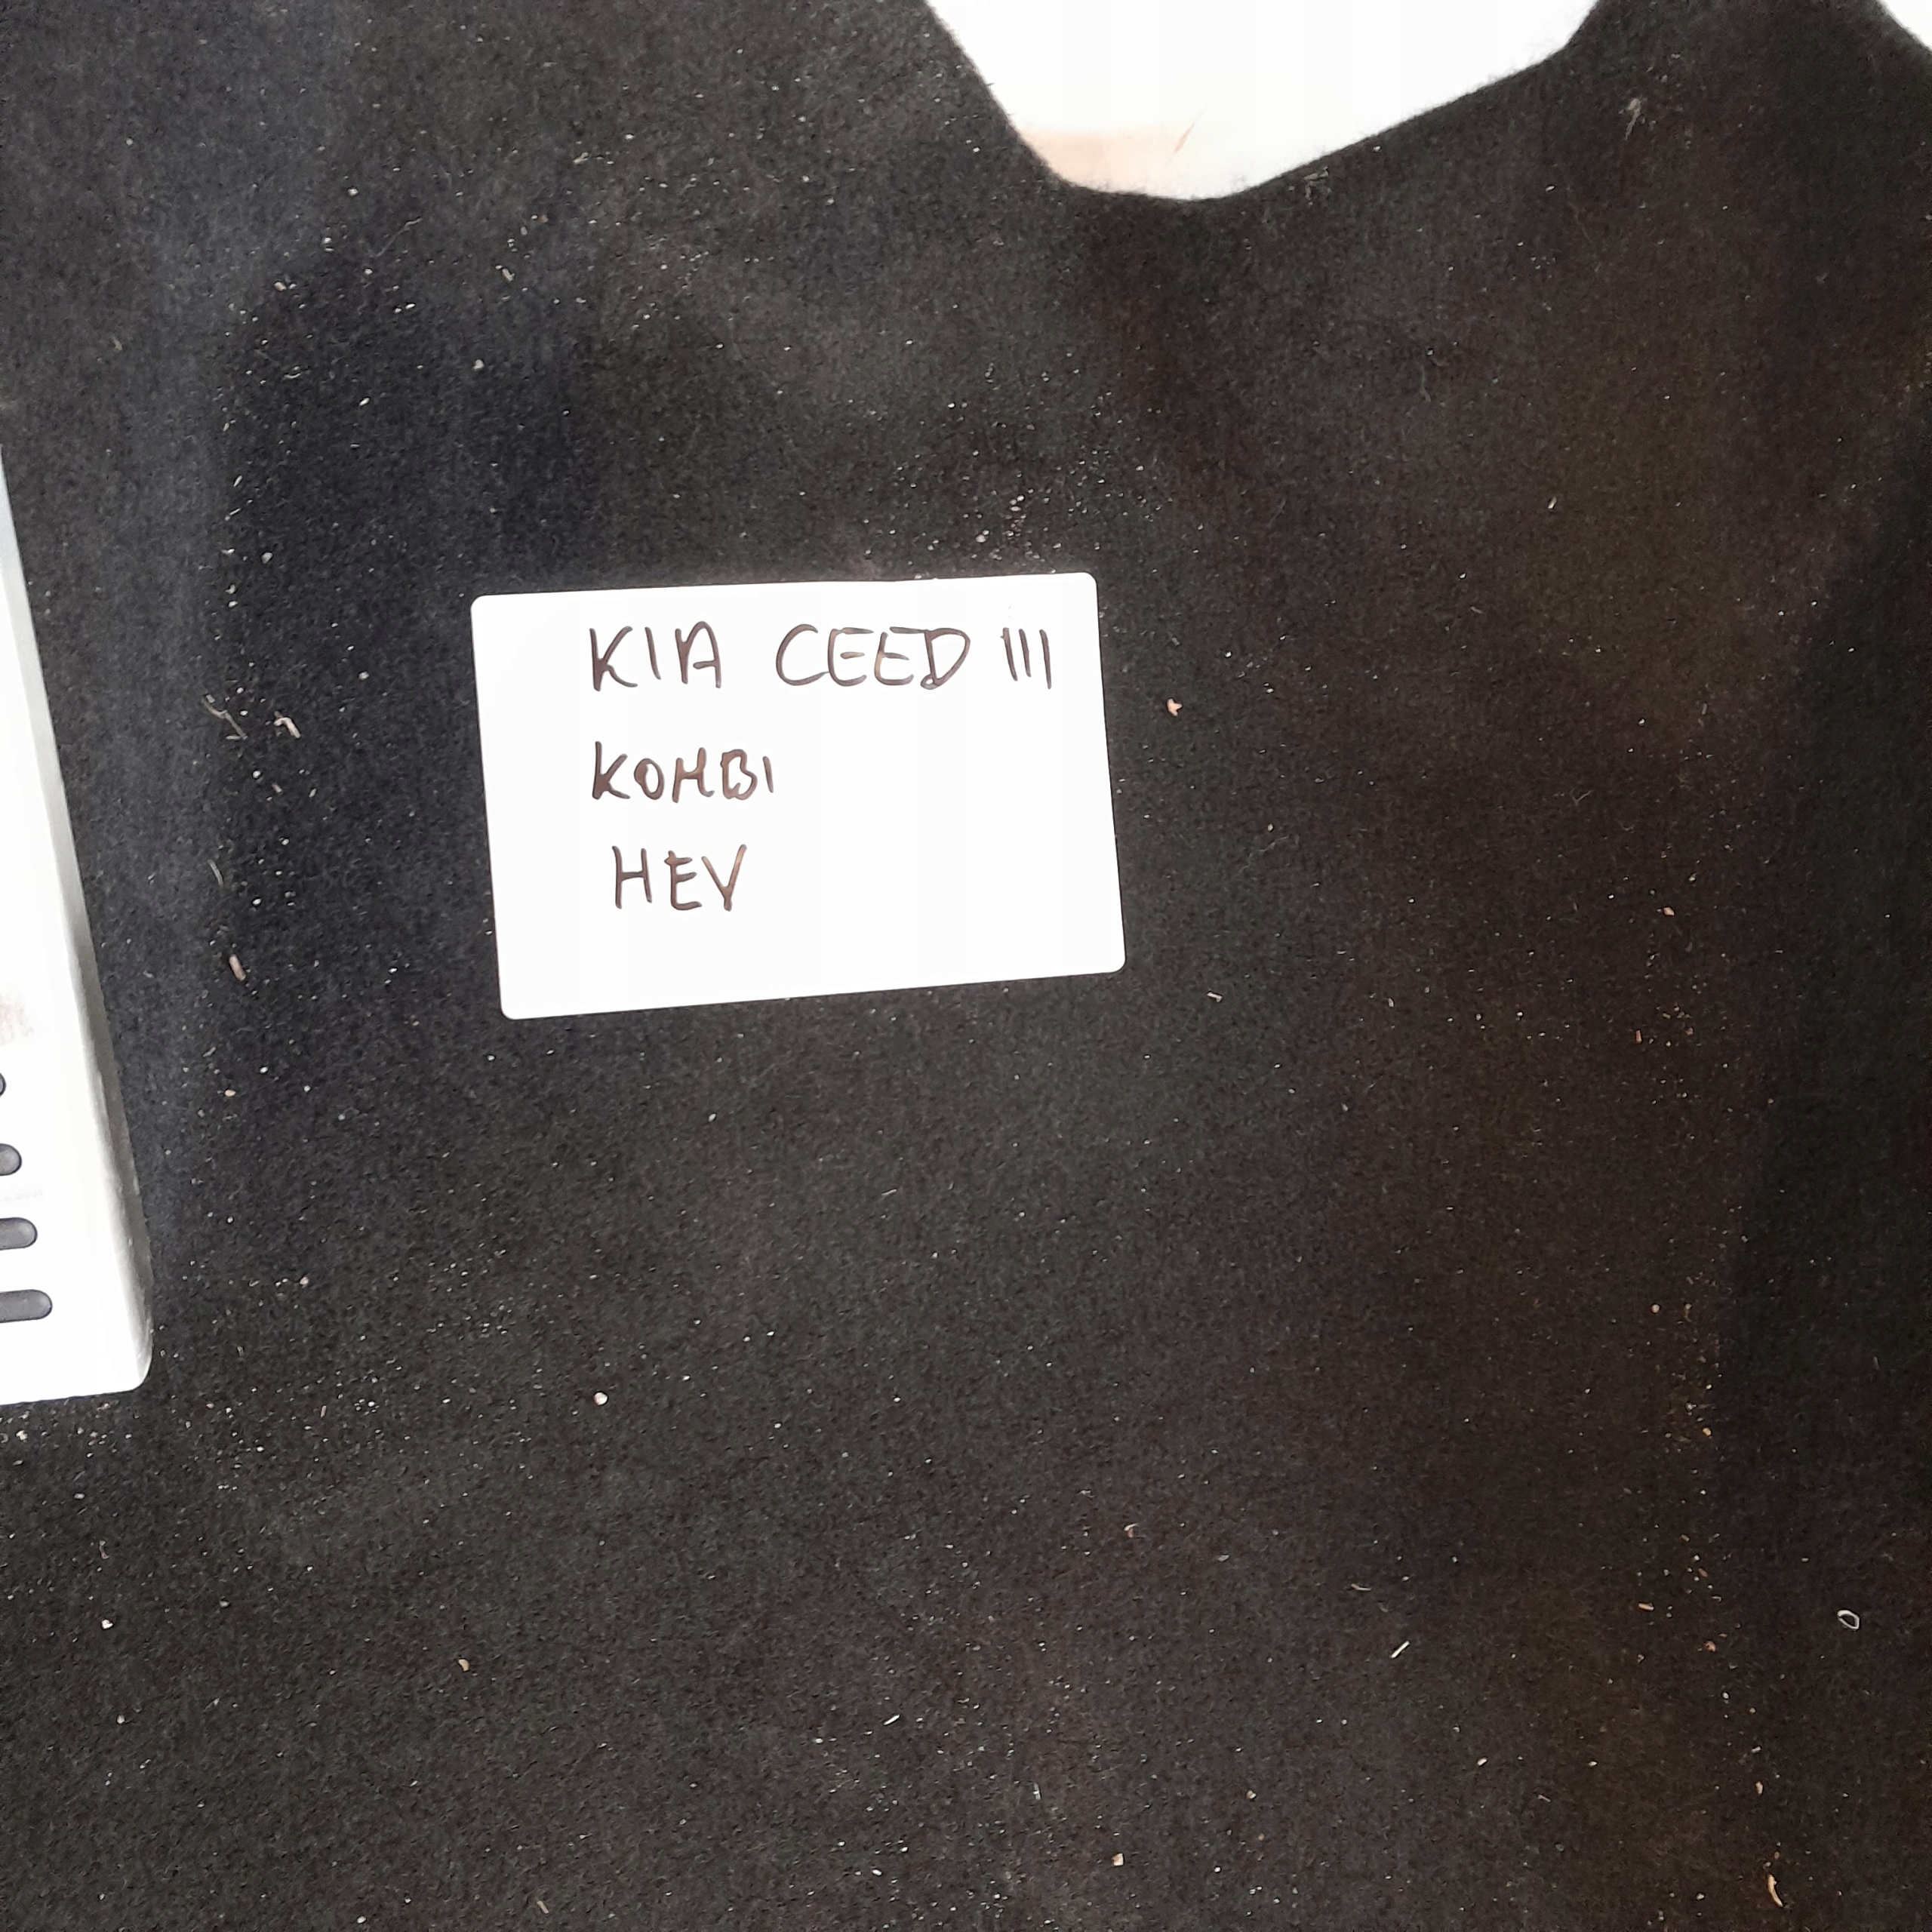 KIA CEED III
KOMBI
HEV